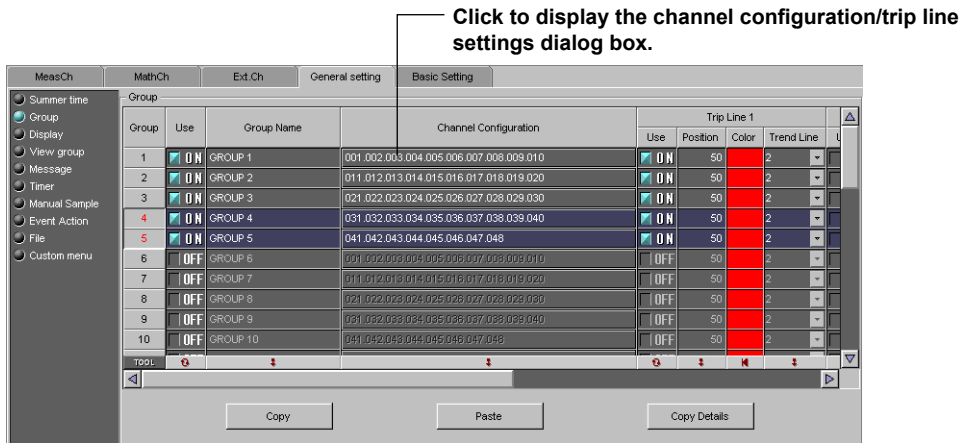 Click to display the channel configuration/trip line
settings dialog box.
MeasCh MathCh Ext.Ch General setting Basic Setting
Summer time
Group
Display
View group
Message
Timer
Manual Sample
Event Action
File
Custom menu
Group
Group Use Group Name Channel Configuration Trip Line 1
Use Position Color Trend Line
1 ON GROUP 1 001.002.003.004.005.006.007.008.009.010 ON 50 2
2 ON GROUP 2 011.012.013.014.015.016.017.018.019.020 ON 50 2
3 ON GROUP 3 021.022.023.024.025.026.027.028.029.030 ON 50 2
4 ON GROUP 4 031.032.033.034.035.036.037.038.039.040 ON 50 2
5 ON GROUP 5 041.042.043.044.045.046.047.048 ON 50 2
6 OFF GROUP 6 001.002.003.004.005.006.007.008.009.010 OFF 50 2
7 OFF GROUP 7 011.012.013.014.015.016.017.018.019.020 OFF 50 2
8 OFF GROUP 8 021.022.023.024.025.026.027.028.029.030 OFF 50 2
9 OFF GROUP 9 031.032.033.034.035.036.037.038.039.040 OFF 50 2
10 OFF GROUP 10 041.042.043.044.045.046.047.048 OFF 50 2
TOOL
Copy Paste Copy Details